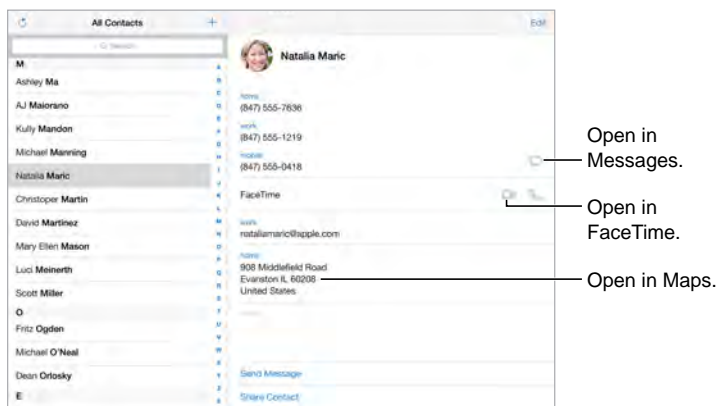 All Contacts
+
Edit
Search
M
Ashley Ma
AJ Maiorano
Kully Mandon
Michael Manning
Natalia Maric
Christoper Martin
David Martinez
Mary Ellen Mason
Luci Meinerth
Scott Miller
O
Fritz Ogden
Michael O'Neal
Dean Orlosky
E
Natalia Maric
home
(847) 555-7636
work
(847) 555-1219
mobile
(847) 555-0418
FaceTime
work
nataliamaric@apple.com
home
908 Middlefield Road
Evanston IL 60208
United States
Send Message
Share Contact
Open in
Messages.
Open in
FaceTime.
Open in Maps.